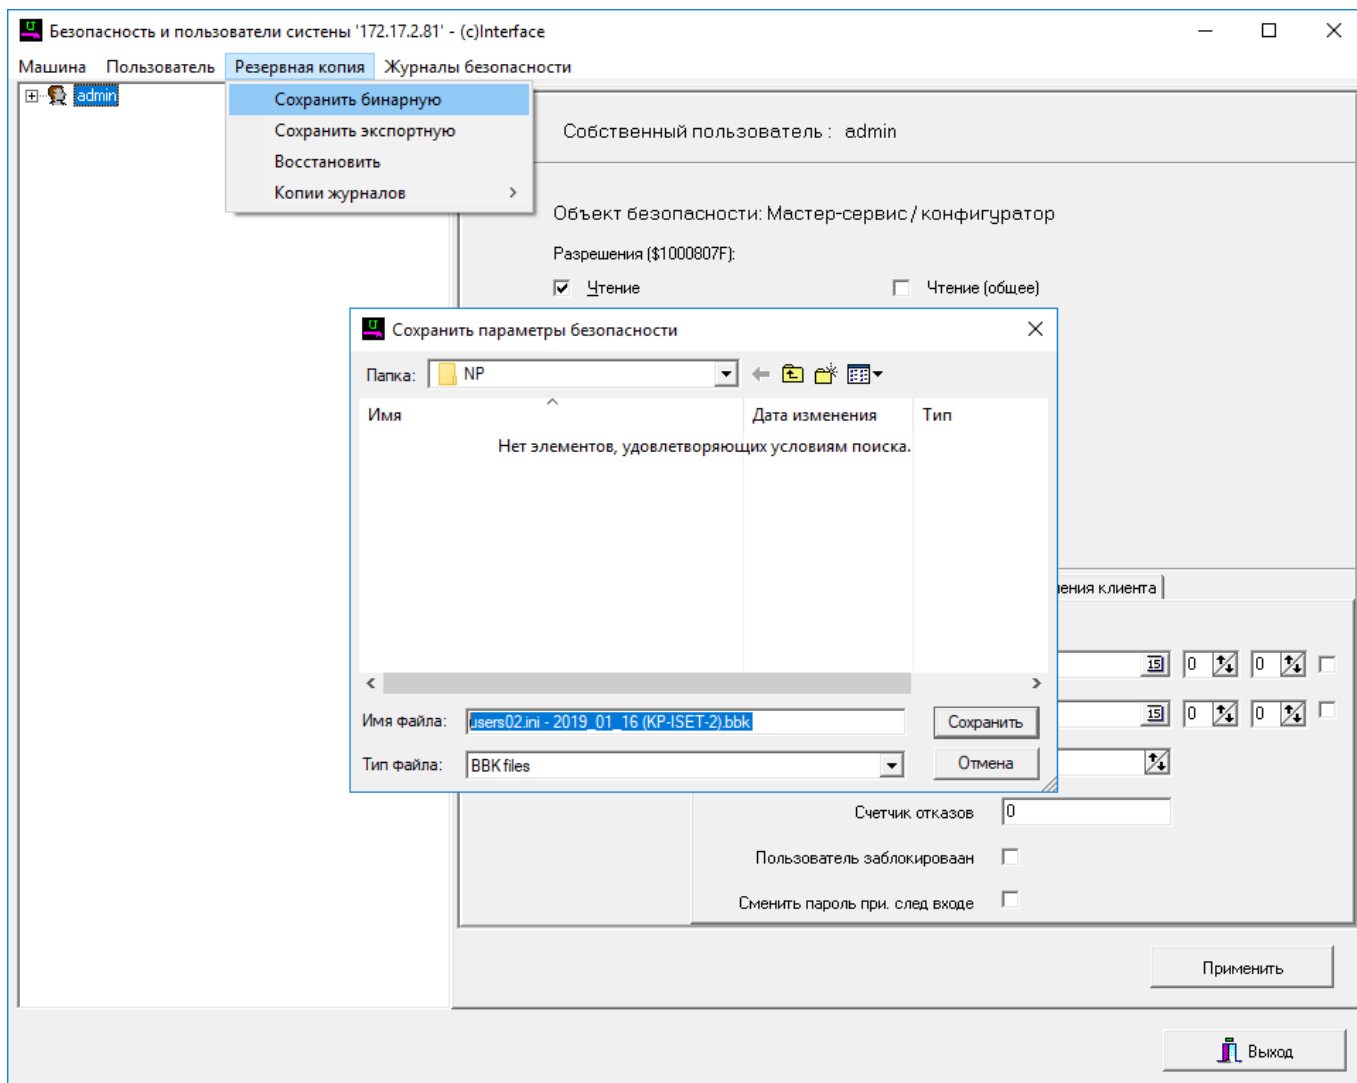 Безопасность и пользователи системы '172.17.2.81' - (c)Interface
Машина Пользователь Резервная копия Журналы безопасности
admin
Сохранить бинарную
Сохранить экспортную
Восстановить
Копии журналов
Собственный пользователь : admin
Объект безопасности: Мастер-сервис / конфигуратор
Разрешения ($1000807F):
Чтение Чтение (общее)
Сохранить параметры безопасности
Папка: NP
Имя Дата изменения Тип
Нет элементов, удовлетворяющих условиям поиска.
Имя файла: users02.ini - 2019_01_16 (KP-ISET-2).bbk Сохранить
Тип файла: BBK files Отмена
ения клиента
15 0 0
15 0 0
Счетчик отказов 0
Пользователь заблокироваан
Сменить пароль при. след входе
Применить
Выход